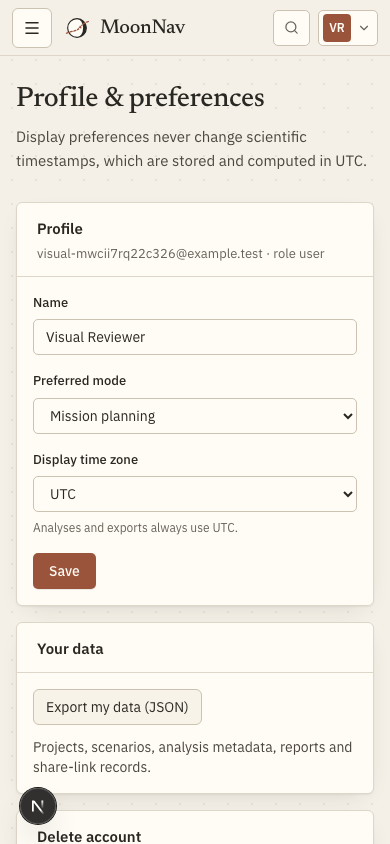 MoonNav
VR
Profile & preferences
Display preferences never change scientific
timestamps, which are stored and computed in UTC.
Profile
visual-mwcii7rq22c326@example.test · role user
Name
Visual Reviewer
Preferred mode
Mission planning
Display time zone
UTC
Analyses and exports always use UTC.
Save
Your data
Export my data (JSON)
Projects, scenarios, analysis metadata, reports and
share-link records.
N
Delete account